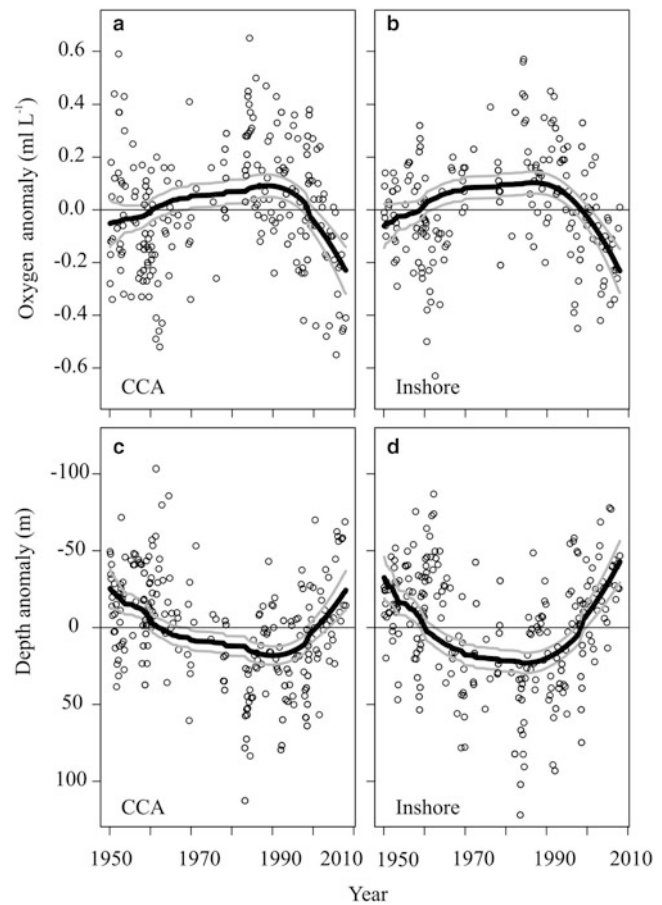 a
b
0.6
0.4
0.2
0.0
-0.2
-0.4
-0.6
Oxygen anomaly (ml L⁻¹)
CCA
Inshore
c
d
-100
-50
0
50
100
Depth anomaly (m)
CCA
Inshore
1950 1970 1990 2010
1950 1970 1990 2010
Year